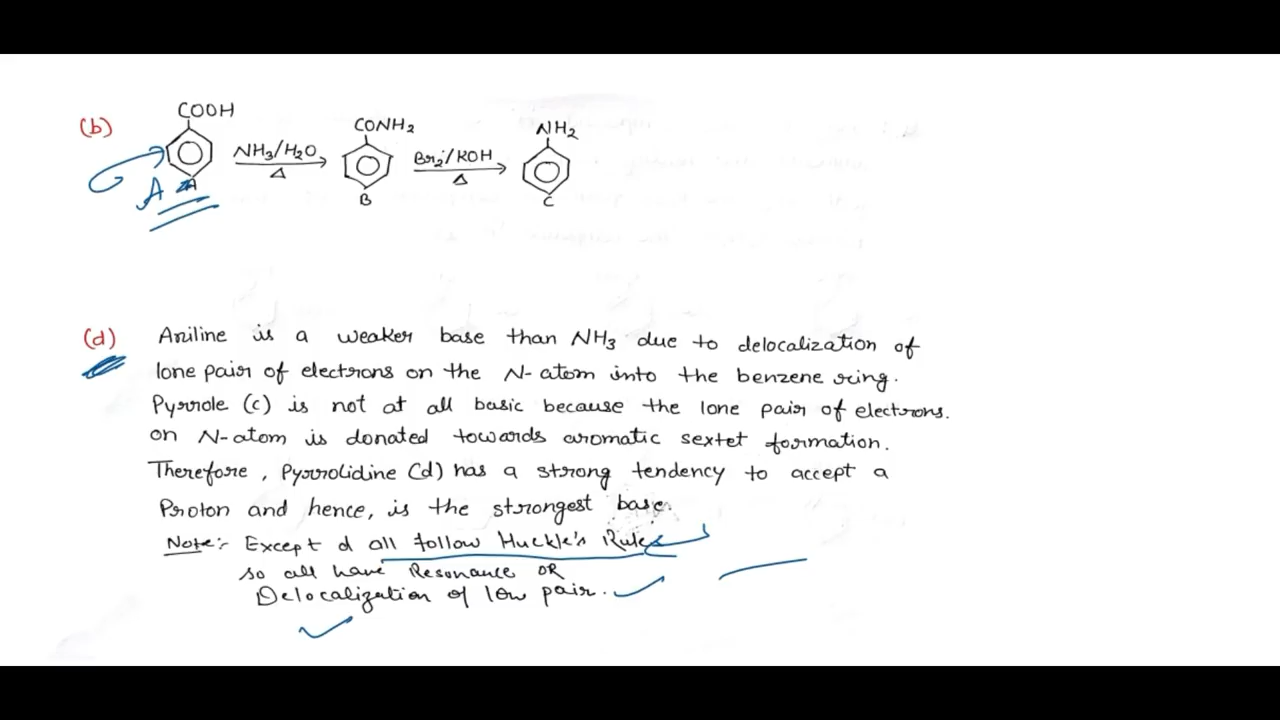 (b)
COOH
NH3/H2O
Δ
A
A
CONH2
Br2/KOH
Δ
B
NH2
C
(d) Aniline is a weaker base than NH3 due to delocalization of
lone pair of electrons on the N-atom into the benzene ring.
Pyrrole (c) is not at all basic because the lone pair of electrons.
on N-atom is donated towards aromatic sextet formation.
Therefore, Pyrrolidine (d) has a strong tendency to accept a
Proton and hence, is the strongest base.
Note:- Except d all follow Huckle's Rule
so all have Resonance OR
Delocalization of low pair.